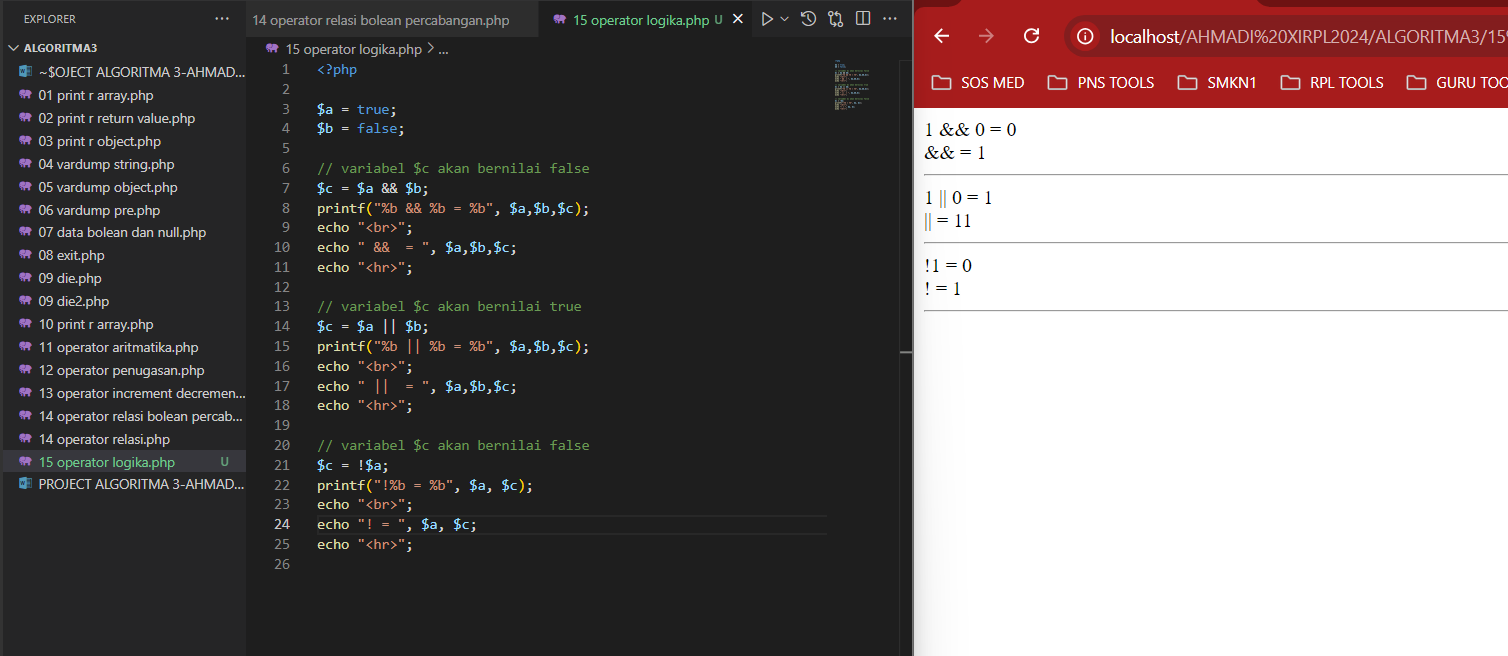 EXPLORER
ALGORITMA3
~$OJECT ALGORITMA 3-AHMAD...
01 print r array.php
02 print r return value.php
03 print r object.php
04 vardump string.php
05 vardump object.php
06 vardump pre.php
07 data bolean dan null.php
08 exit.php
09 die.php
09 die2.php
10 print r array.php
11 operator aritmatika.php
12 operator penugasan.php
13 operator increment decremen...
14 operator relasi bolean percab...
14 operator relasi.php
15 operator logika.php U
PROJECT ALGORITMA 3-AHMAD...
14 operator relasi bolean percabangan.php
15 operator logika.php U
15 operator logika.php > ...
1 <?php
2
3 $a = true;
4 $b = false;
5
6 // variabel $c akan bernilai false
7 $c = $a && $b;
8 printf("%b && %b = %b", $a,$b,$c);
9 echo "<br>";
10 echo " &&  = ", $a,$b,$c;
11 echo "<hr>";
12
13 // variabel $c akan bernilai true
14 $c = $a || $b;
15 printf("%b || %b = %b", $a,$b,$c);
16 echo "<br>";
17 echo " ||  = ", $a,$b,$c;
18 echo "<hr>";
19
20 // variabel $c akan bernilai false
21 $c = !$a;
22 printf("!%b = %b", $a, $c);
23 echo "<br>";
24 echo "! = ", $a, $c;
25 echo "<hr>";
26
localhost/AHMADI%20XIRPL2024/ALGORITMA3/15
SOS MED PNS TOOLS SMKN1 RPL TOOLS GURU TOO
1 && 0 = 0
&& = 1
1 || 0 = 1
|| = 11
!1 = 0
! = 1